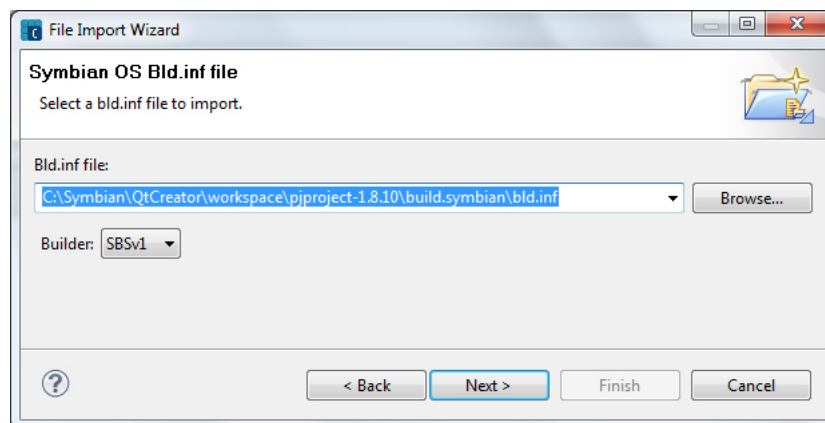 File Import Wizard
Symbian OS Bld.inf file
Select a bld.inf file to import.
Bld.inf file:
C:\Symbian\QtCreator\workspace\pjproject-1.8.10\build.symbian\bld.inf Browse...
Builder: SBSv1
? < Back Next > Finish Cancel